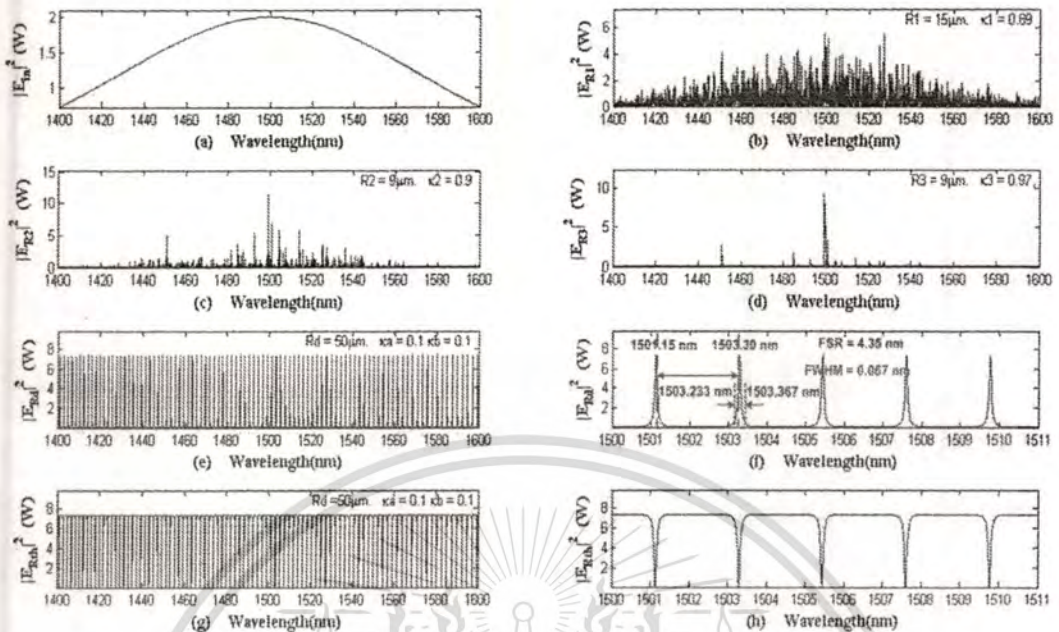 |E_in|² (W)
2
1.5
1
1400 1420 1440 1460 1480 1500 1520 1540 1560 1580 1600
(a) Wavelength(nm)
R1 = 15μm. κ1 = 0.89
|E_R1|² (W)
6
4
2
0
1400 1420 1440 1460 1480 1500 1520 1540 1560 1580 1600
(b) Wavelength(nm)
R2 = 9μm. κ2 = 0.9
|E_R2|² (W)
15
10
5
0
1400 1420 1440 1460 1480 1500 1520 1540 1560 1580 1600
(c) Wavelength(nm)
R3 = 9μm. κ3 = 0.97
|E_R3|² (W)
10
5
0
1400 1420 1440 1460 1480 1500 1520 1540 1560 1580 1600
(d) Wavelength(nm)
Rd = 50μm. κa = 0.1 κb = 0.1
|E_Rd|² (W)
8
6
4
2
1400 1420 1440 1460 1480 1500 1520 1540 1560 1580 1600
(e) Wavelength(nm)
1501.15 nm 1503.30 nm FSR = 4.35 nm
FWHM = 0.067 nm
1503.233 nm 1503.367 nm
|E_Rd|² (W)
8
6
4
2
1500 1501 1502 1503 1504 1505 1506 1507 1508 1509 1510 1511
(f) Wavelength(nm)
Rd = 50μm. κa = 0.1 κb = 0.1
|E_Rth|² (W)
8
6
4
2
1400 1420 1440 1460 1480 1500 1520 1540 1560 1580 1600
(g) Wavelength(nm)
|E_Rth|² (W)
8
6
4
2
1500 1501 1502 1503 1504 1505 1506 1507 1508 1509 1510 1511
(h) Wavelength(nm)